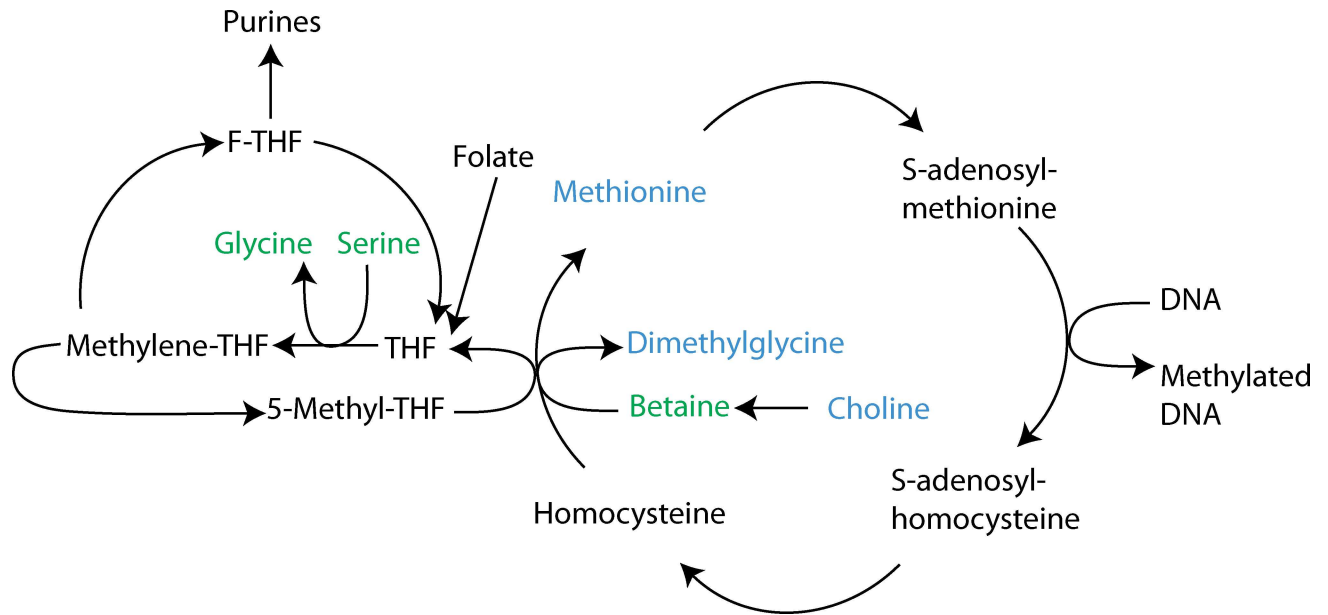 Purines
F-THF
Folate
Methionine
S-adenosyl-
methionine
Glycine
Serine
DNA
Methylene-THF
THF
Dimethylglycine
Methylated
DNA
5-Methyl-THF
Betaine
Choline
S-adenosyl-
homocysteine
Homocysteine